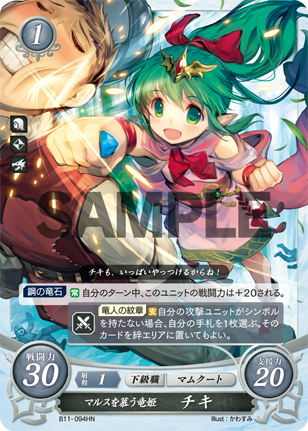 1
SAMPLE
チキも、いっぱいやっつけるからね!
鋼の竜石 常 自分のターン中、このユニットの戦闘力は+20される。
竜人の紋章 支 自分の攻撃ユニットがシンボル
を持たない場合、自分の手札を1枚選ぶ。その
カードを絆エリアに置いてもよい。
戦闘力 30
射程 1 下級職 マムクート
支援力 20
マルスを慕う竜姫 チキ
B11・094HN
Illust:かわすみ